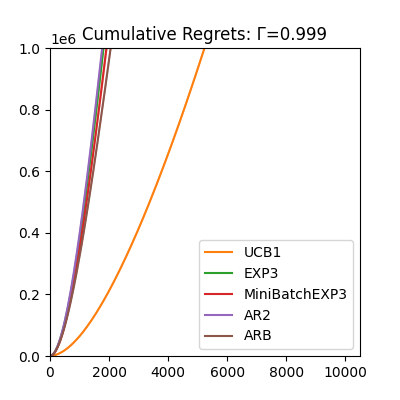 Cumulative Regrets: Γ=0.999
1e6
1.0
0.8
0.6
0.4
0.2
0.0
0 2000 4000 6000 8000 10000
UCB1
EXP3
MiniBatchEXP3
AR2
ARB